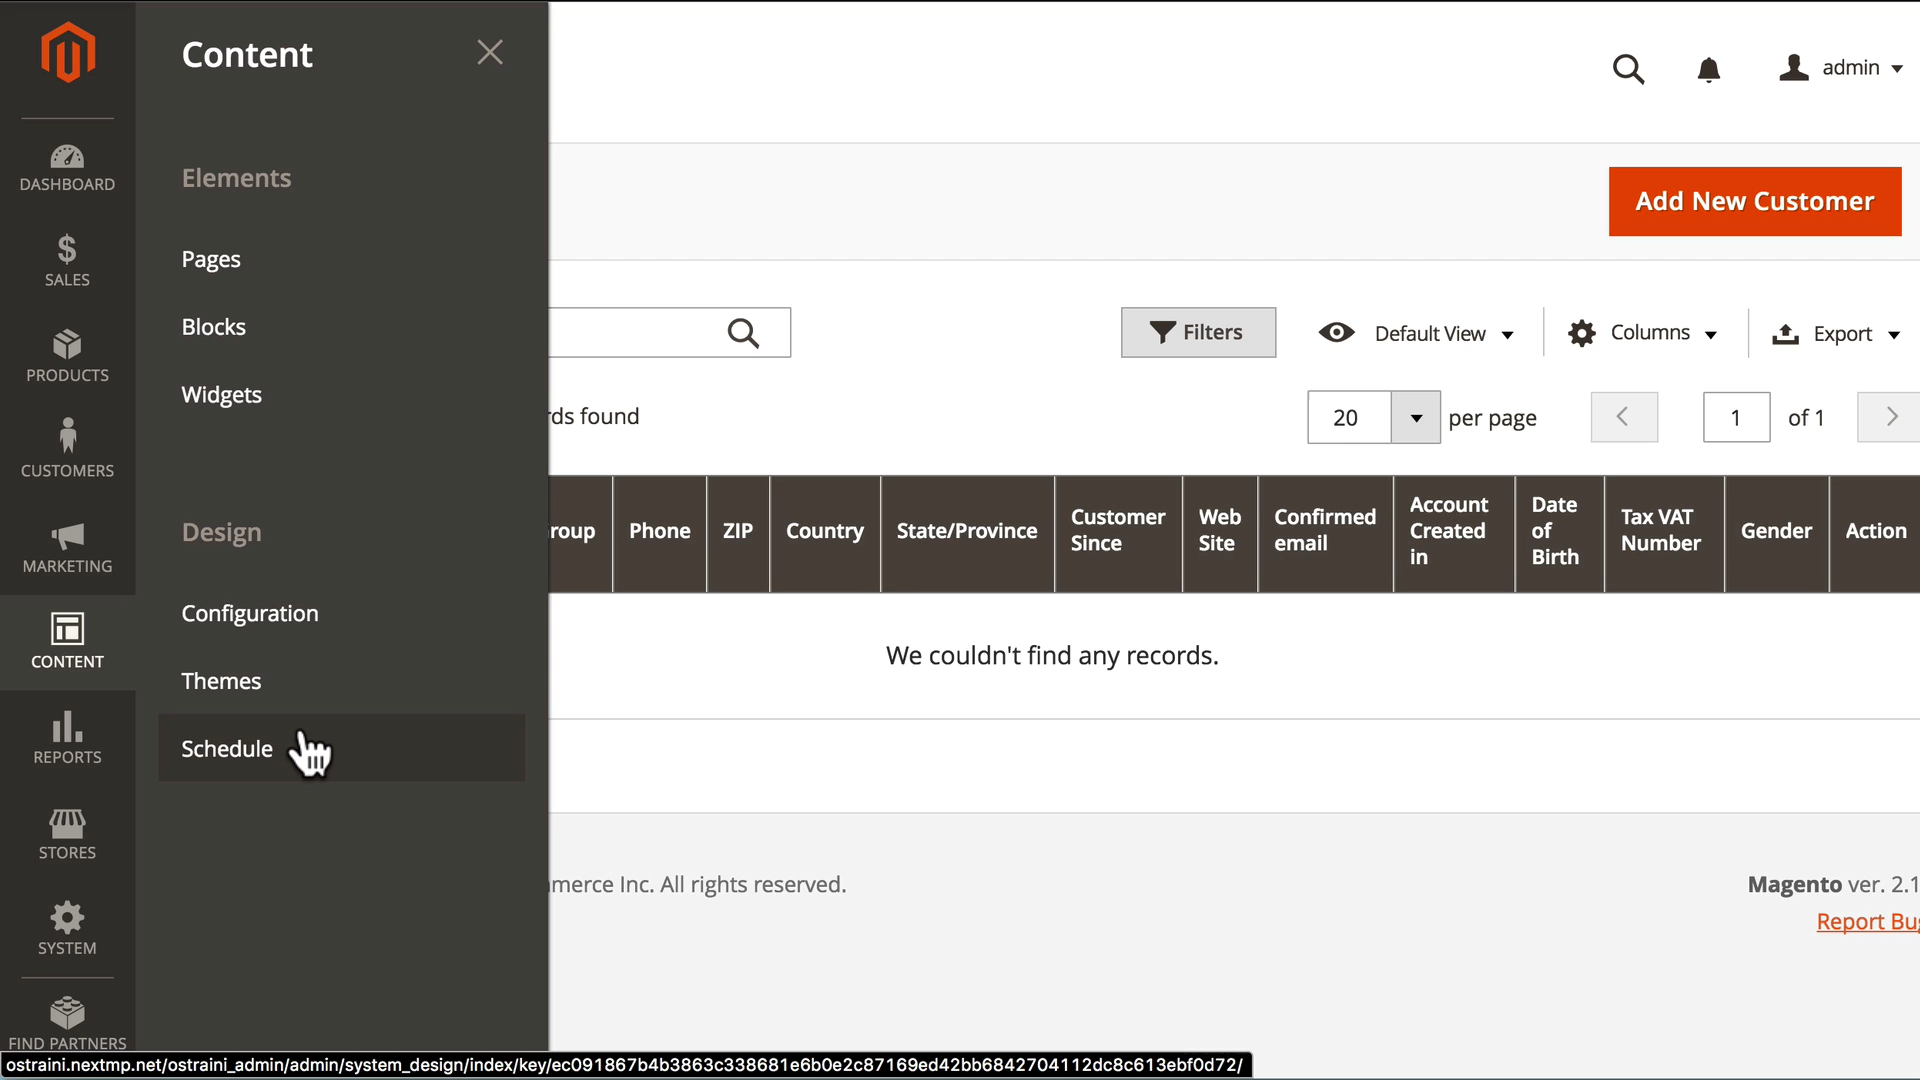 Content
admin
DASHBOARD
Elements
Add New Customer
SALES
Pages
Blocks
Filters
Default View
Columns
Export
PRODUCTS
Widgets
rds found
20
per page
1
of 1
CUSTOMERS
Design
roup
Phone
ZIP
Country
State/Province
Customer
Since
Web
Site
Confirmed
email
Account
Created
in
Date
of
Birth
Tax VAT
Number
Gender
Action
MARKETING
Configuration
CONTENT
We couldn't find any records.
Themes
Schedule
REPORTS
STORES
mmerce Inc. All rights reserved.
Magento ver. 2.1
Report Bug
SYSTEM
FIND PARTNERS
ostraini.nextmp.net/ostraini_admin/admin/system_design/index/key/ec091867b4b3863c338681e6b0e2c87169ed42bb6842704112dc8c613ebf0d72/